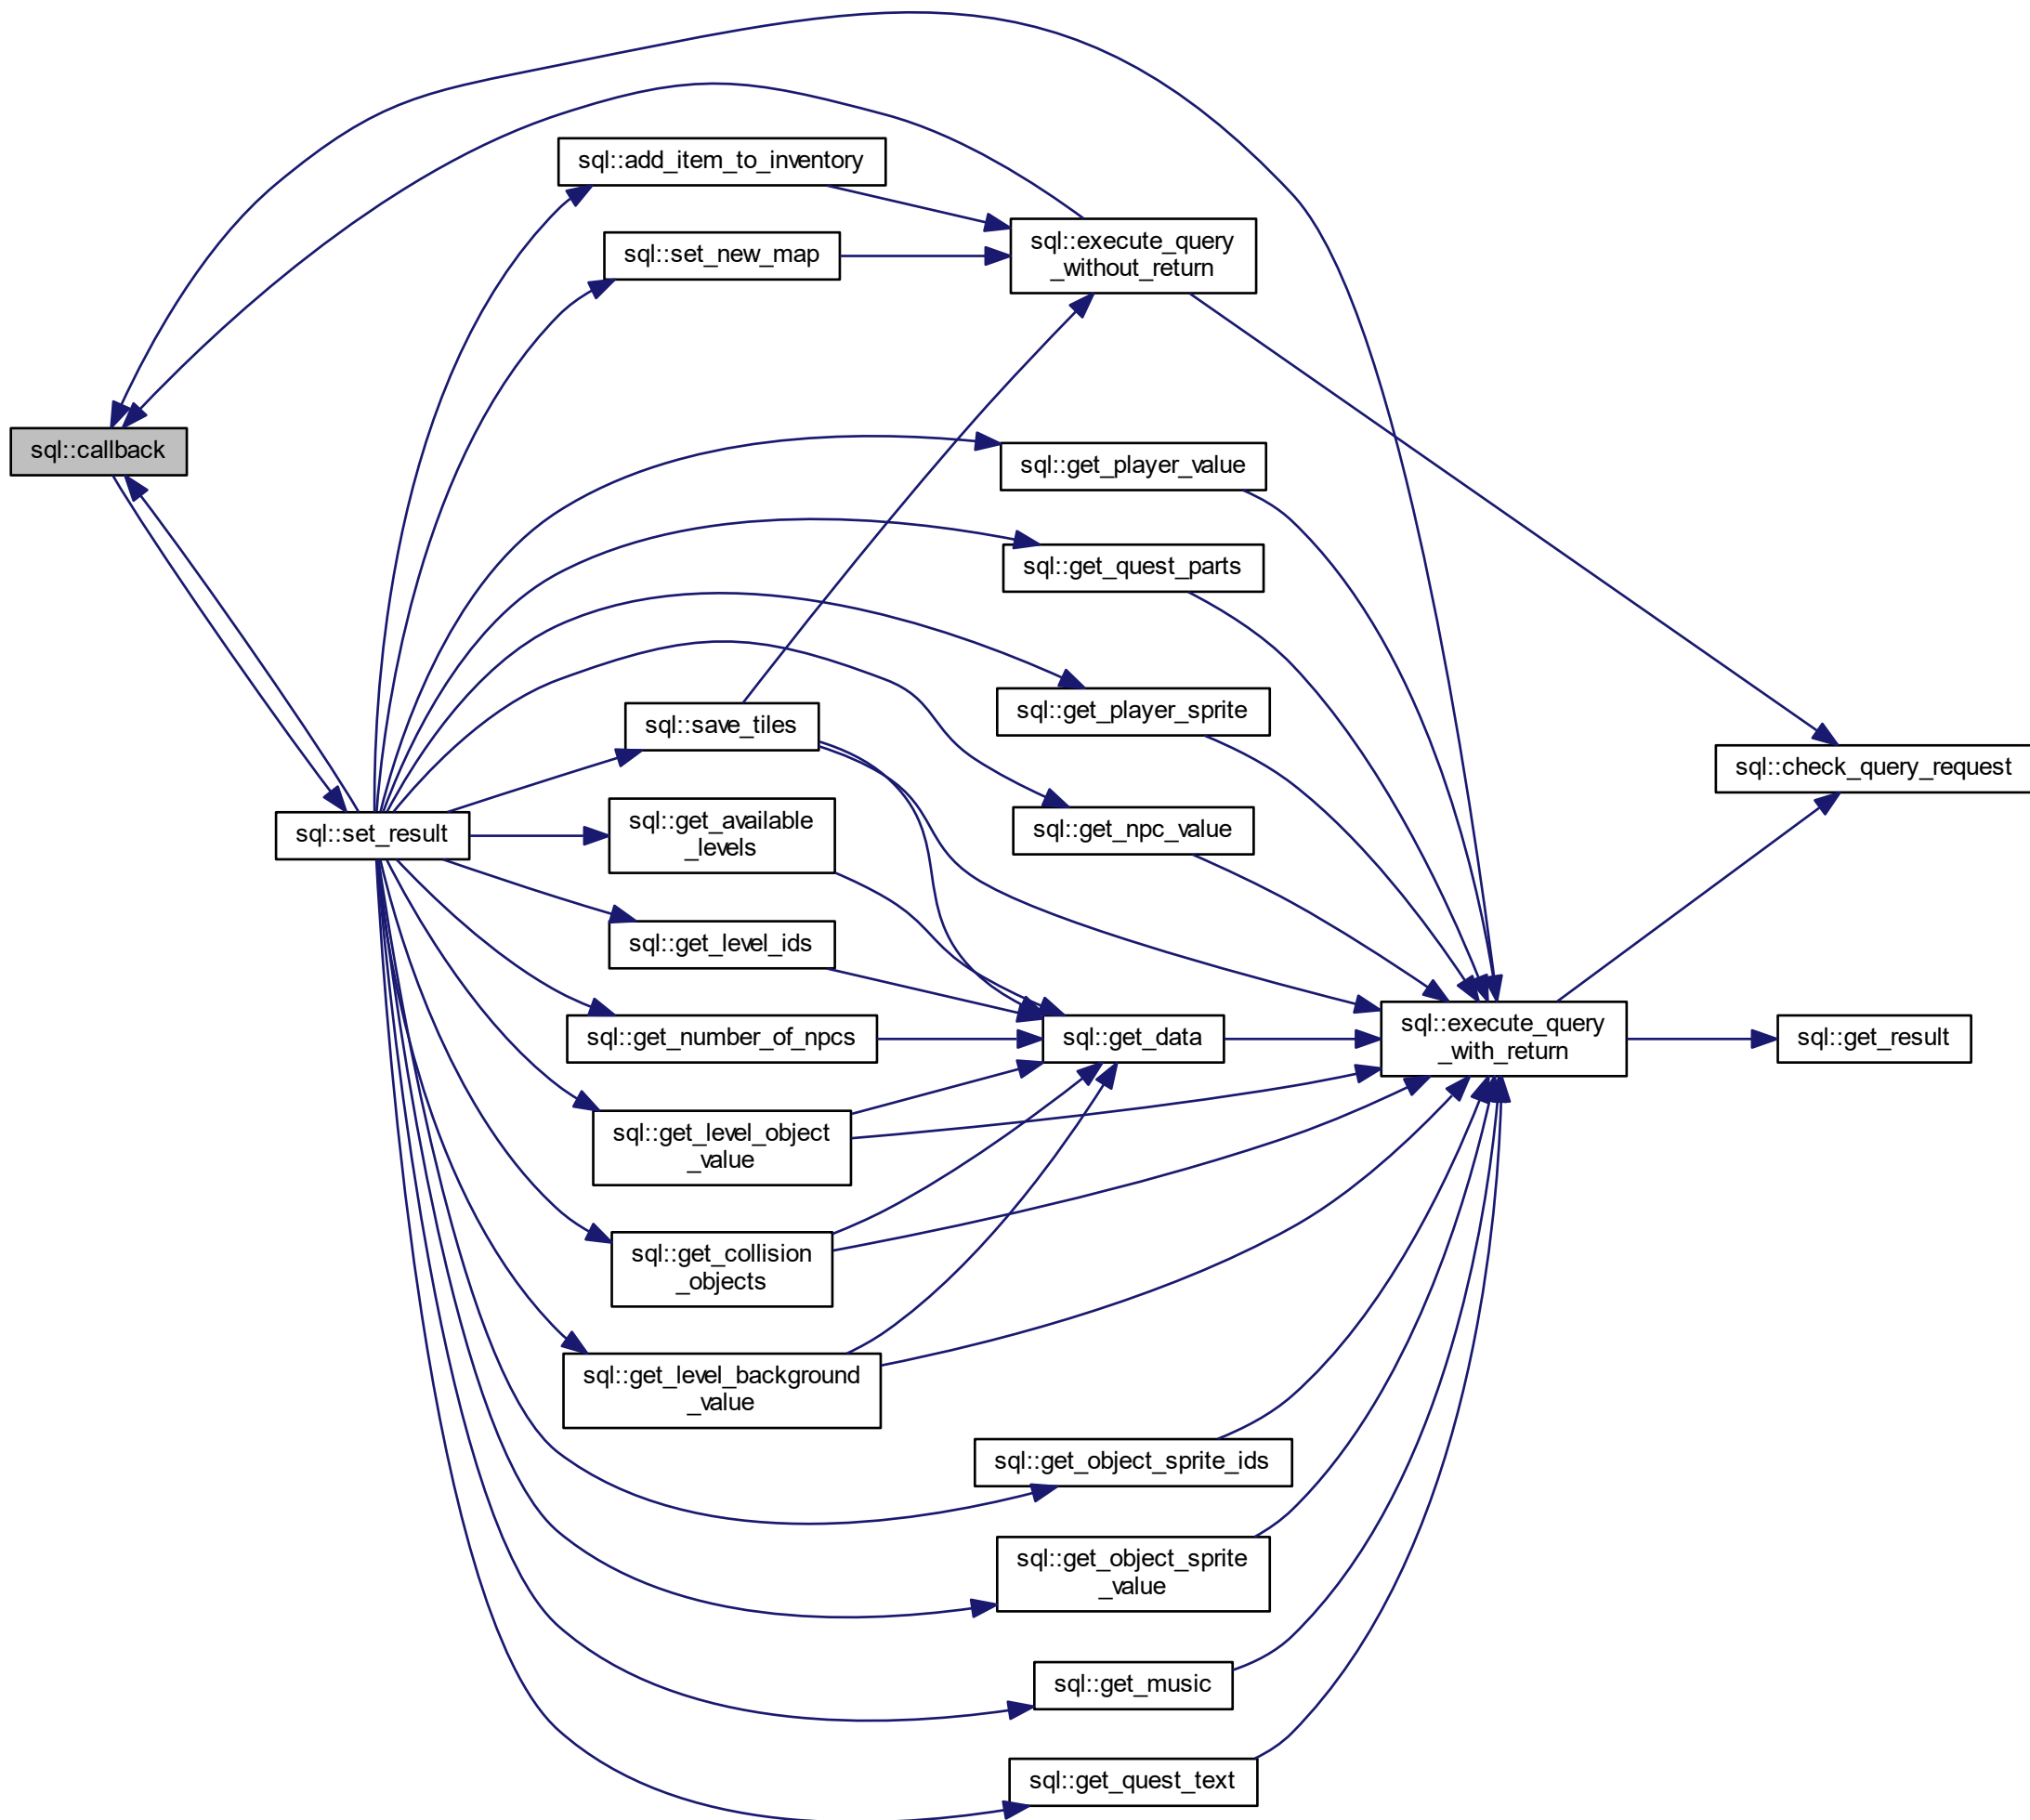 sql::add_item_to_inventory
sql::set_new_map
sql::execute_query
_without_return
sql::callback
sql::get_player_value
sql::get_quest_parts
sql::get_player_sprite
sql::save_tiles
sql::check_query_request
sql::set_result
sql::get_available
_levels
sql::get_npc_value
sql::get_level_ids
sql::get_number_of_npcs
sql::get_data
sql::execute_query
_with_return
sql::get_result
sql::get_level_object
_value
sql::get_collision
_objects
sql::get_level_background
_value
sql::get_object_sprite_ids
sql::get_object_sprite
_value
sql::get_music
sql::get_quest_text